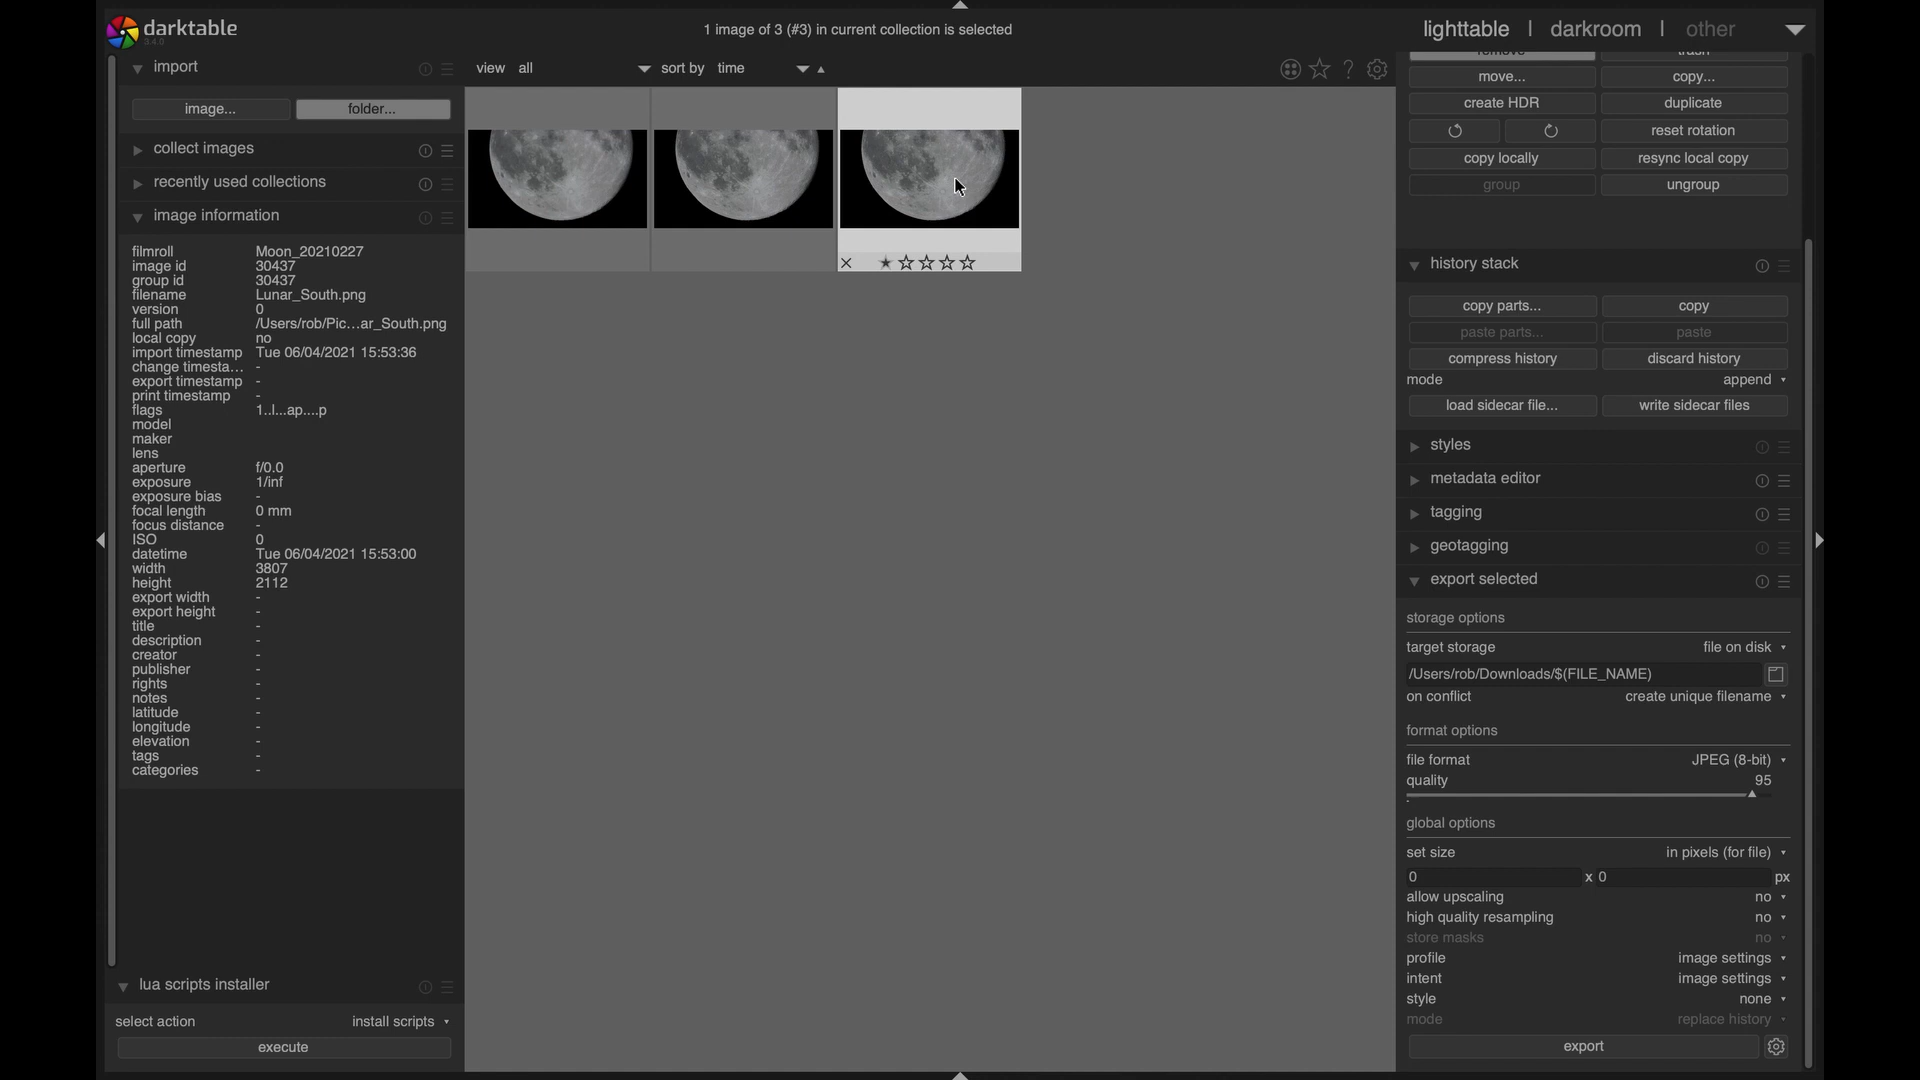 darktable
3.4.0
1 image of 3 (#3) in current collection is selected
lighttable | darkroom | other
import
image... folder...
collect images
recently used collections
image information
filmroll Moon_20210227
image id 30437
group id 30437
filename Lunar_South.png
version 0
full path /Users/rob/Pic...ar_South.png
local copy no
import timestamp Tue 06/04/2021 15:53:36
change timesta... -
export timestamp -
print timestamp -
flags 1..l...ap....p
model
maker
lens
aperture f/0.0
exposure 1/inf
exposure bias -
focal length 0 mm
focus distance -
ISO 0
datetime Tue 06/04/2021 15:53:00
width 3807
height 2112
export width -
export height -
title -
description -
creator -
publisher -
rights -
notes -
latitude -
longitude -
elevation -
tags -
categories -
lua scripts installer
select action install scripts
execute
view all sort by time
remove trash
move... copy...
create HDR duplicate
reset rotation
copy locally resync local copy
group ungroup
history stack
copy parts... copy
paste parts... paste
compress history discard history
mode append
load sidecar file... write sidecar files
styles
metadata editor
tagging
geotagging
export selected
storage options
target storage file on disk
/Users/rob/Downloads/$(FILE_NAME)
on conflict create unique filename
format options
file format JPEG (8-bit)
quality 95
global options
set size in pixels (for file)
0 x 0 px
allow upscaling no
high quality resampling no
store masks no
profile image settings
intent image settings
style none
mode replace history
export